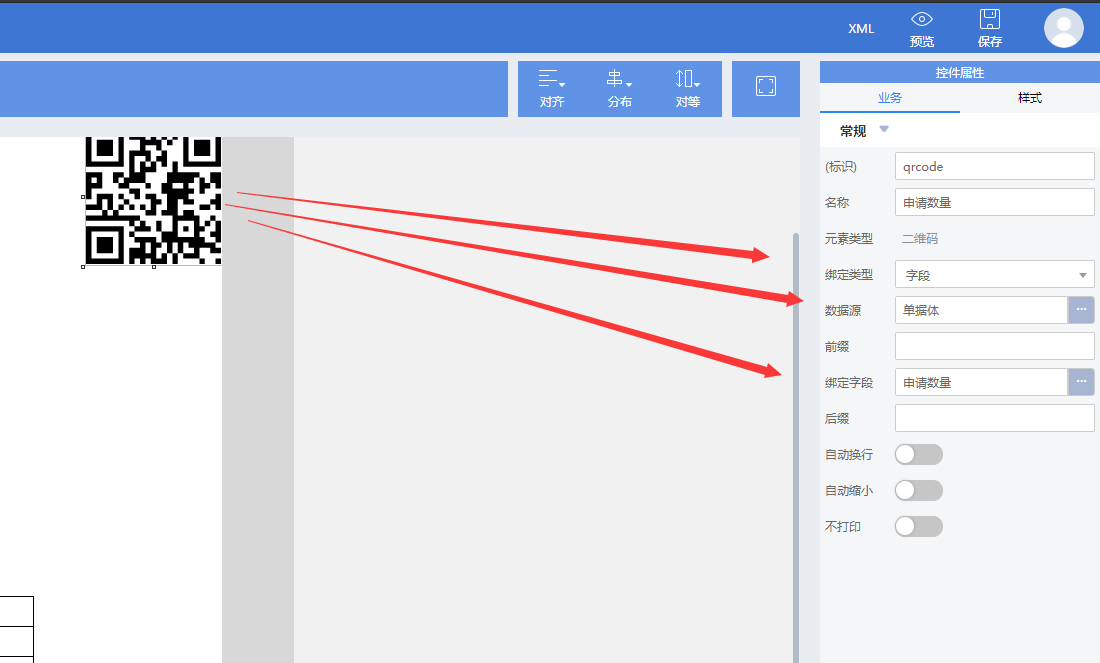 XML
预览
保存
对齐
分布
对等
控件属性
业务
样式
常规
(标识)
qrcode
名称
申请数量
元素类型
二维码
绑定类型
字段
数据源
单据体
前缀
绑定字段
申请数量
后缀
自动换行
自动缩小
不打印